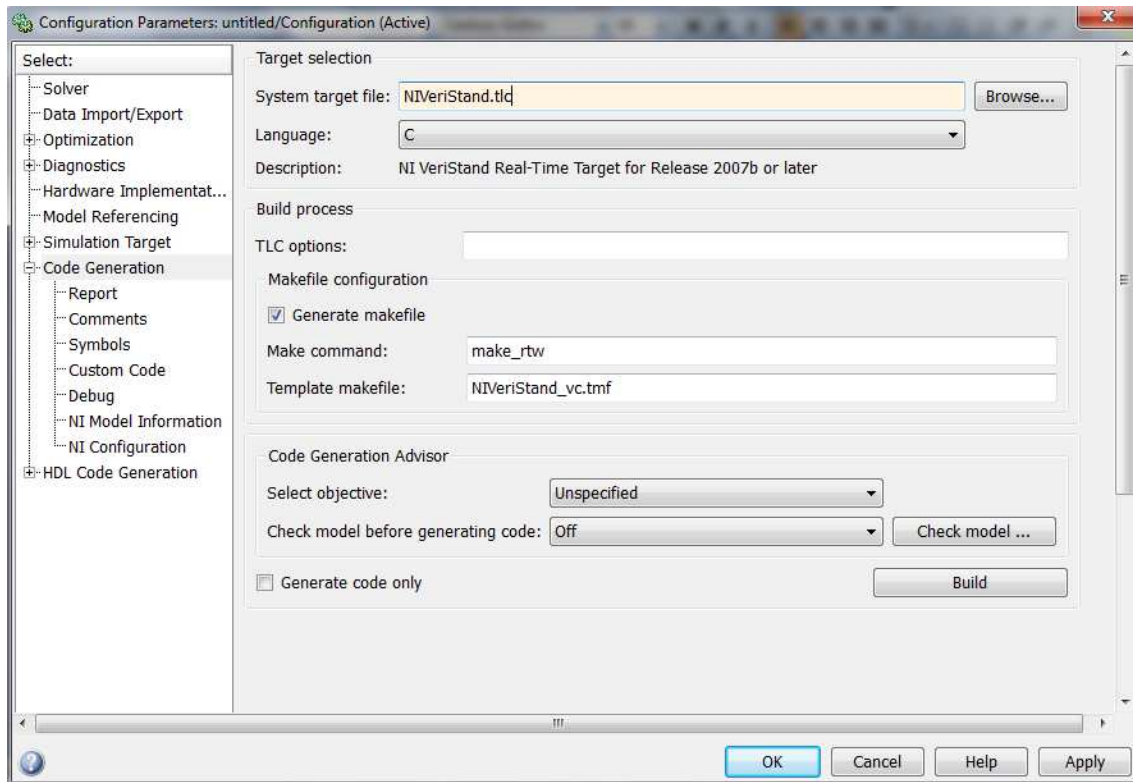 Configuration Parameters: untitled/Configuration (Active)
Select:
Solver
Data Import/Export
Optimization
Diagnostics
Hardware Implementat...
Model Referencing
Simulation Target
Code Generation
Report
Comments
Symbols
Custom Code
Debug
NI Model Information
NI Configuration
HDL Code Generation
Target selection
System target file: NIVeriStand.tlc Browse...
Language: C
Description: NI VeriStand Real-Time Target for Release 2007b or later
Build process
TLC options:
Makefile configuration
Generate makefile
Make command: make_rtw
Template makefile: NIVeriStand_vc.tmf
Code Generation Advisor
Select objective: Unspecified
Check model before generating code: Off Check model ...
Generate code only Build
OK Cancel Help Apply